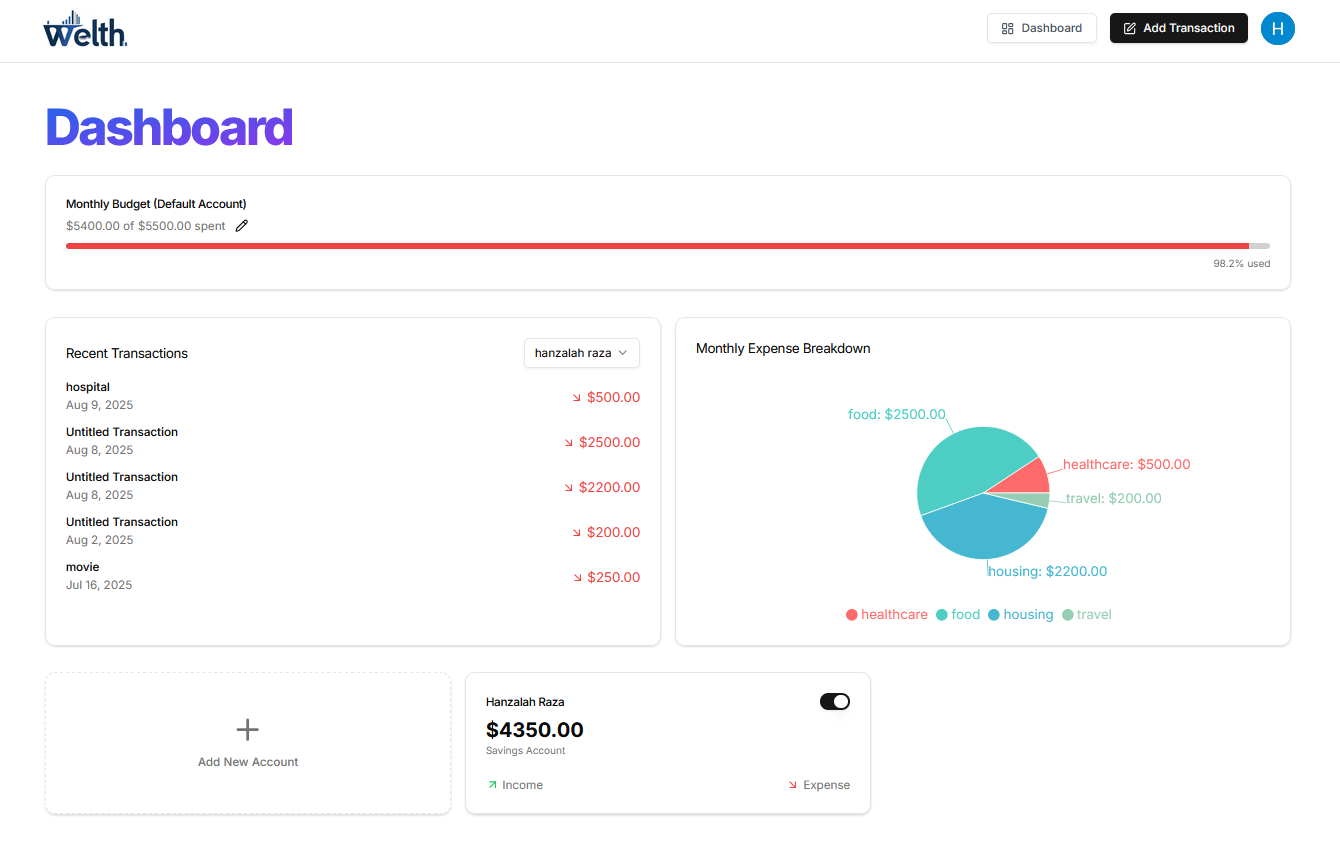 Welth
Dashboard
Add Transaction
H
Dashboard
Monthly Budget (Default Account)
$5400.00 of $5500.00 spent
98.2% used
Recent Transactions
hanzalah raza
hospital
Aug 9, 2025
$500.00
Untitled Transaction
Aug 8, 2025
$2500.00
Untitled Transaction
Aug 8, 2025
$2200.00
Untitled Transaction
Aug 2, 2025
$200.00
movie
Jul 16, 2025
$250.00
Monthly Expense Breakdown
food: $2500.00
healthcare: $500.00
travel: $200.00
housing: $2200.00
healthcare food housing travel
Add New Account
Hanzalah Raza
$4350.00
Savings Account
Income
Expense